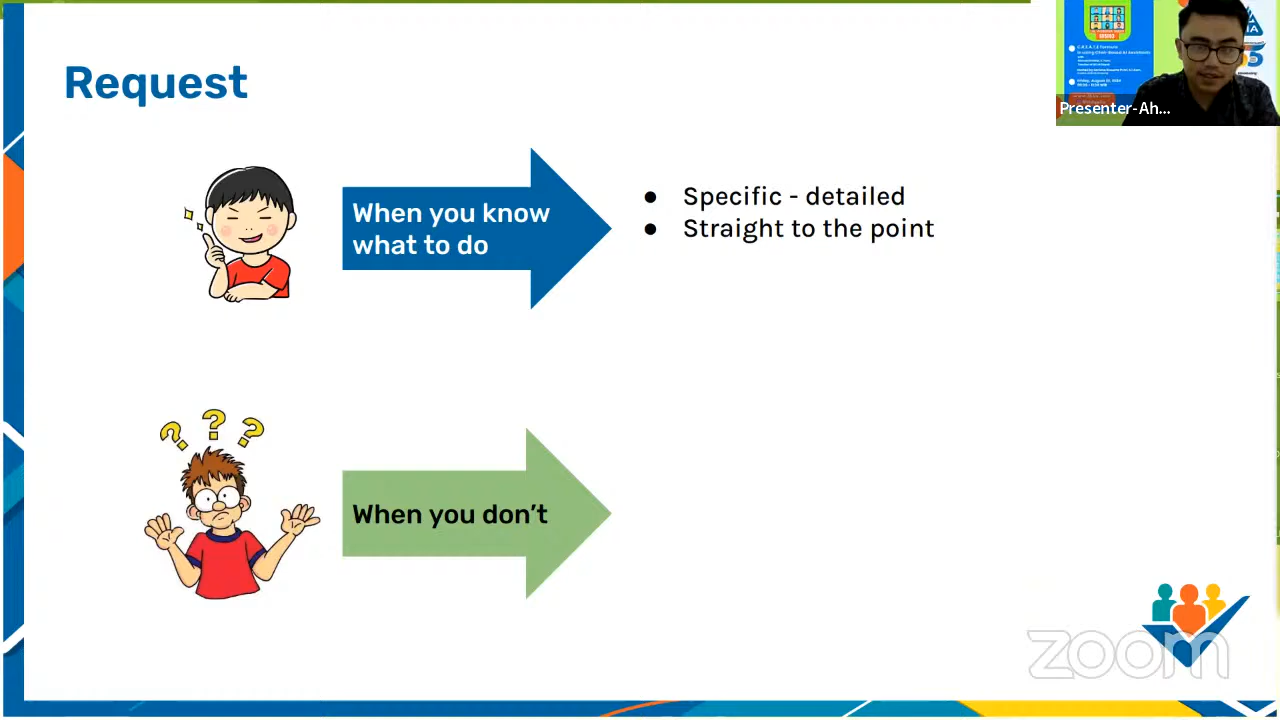 Request
Presenter-Ah...
When you know
what to do
● Specific - detailed
● Straight to the point
? ? ?
When you don't
zoom